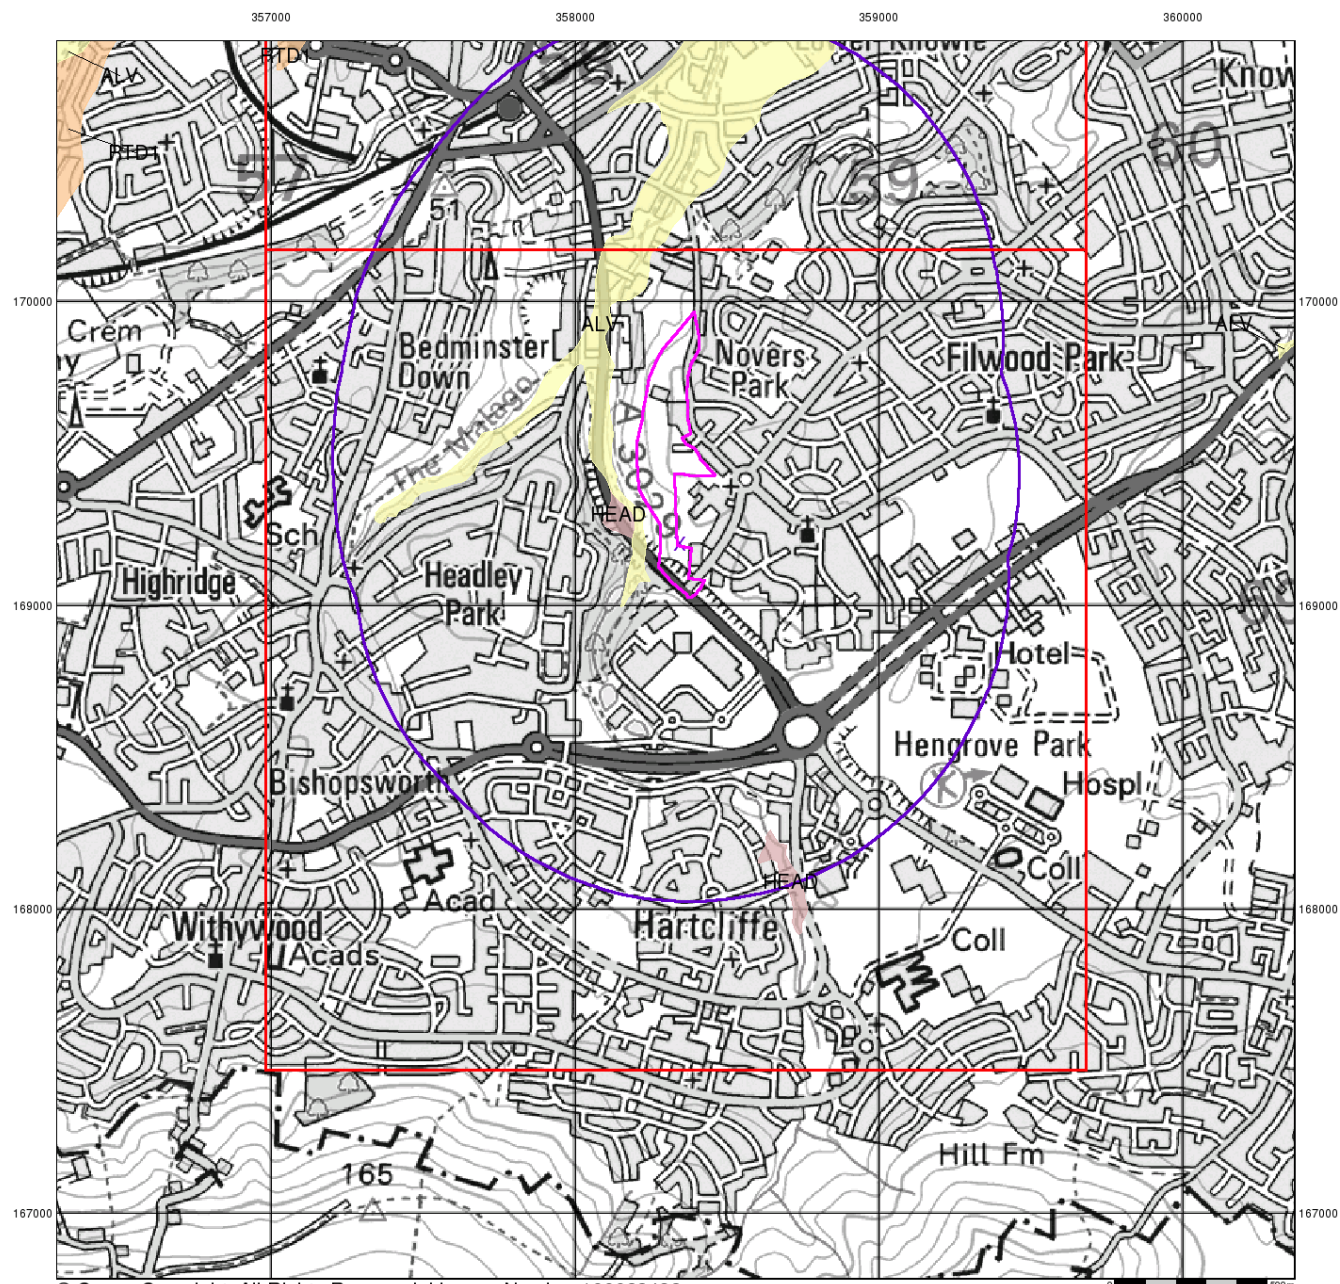 357000 358000 359000 360000
RTD1
Lower Knowle
ALV
Know
RTD1
57
59
60
51
170000
170000
ALV
ALV
Crem
Bedminster
Down
Novers
Park
Filwood Park
The Malago
A 3029
Sch
HEAD
Highridge
Headley
Park
169000
169000
Hotel
Hengrove Park
Bishopsworth
Hospl
Coll
HEAD
Acad
168000
168000
Withywood
Hartcliffe
Coll
Acads
Hill Fm
165
167000
167000